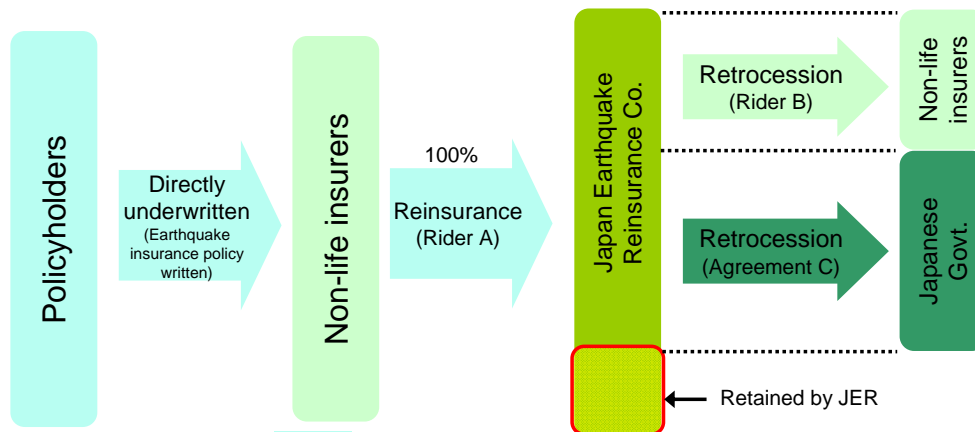 Policyholders
Directly
underwritten
(Earthquake
insurance policy
written)
Non-life insurers
100%
Reinsurance
(Rider A)
Japan Earthquake
Reinsurance Co.
Retrocession
(Rider B)
Non-life
insurers
Retrocession
(Agreement C)
Japanese
Govt.
Retained by JER